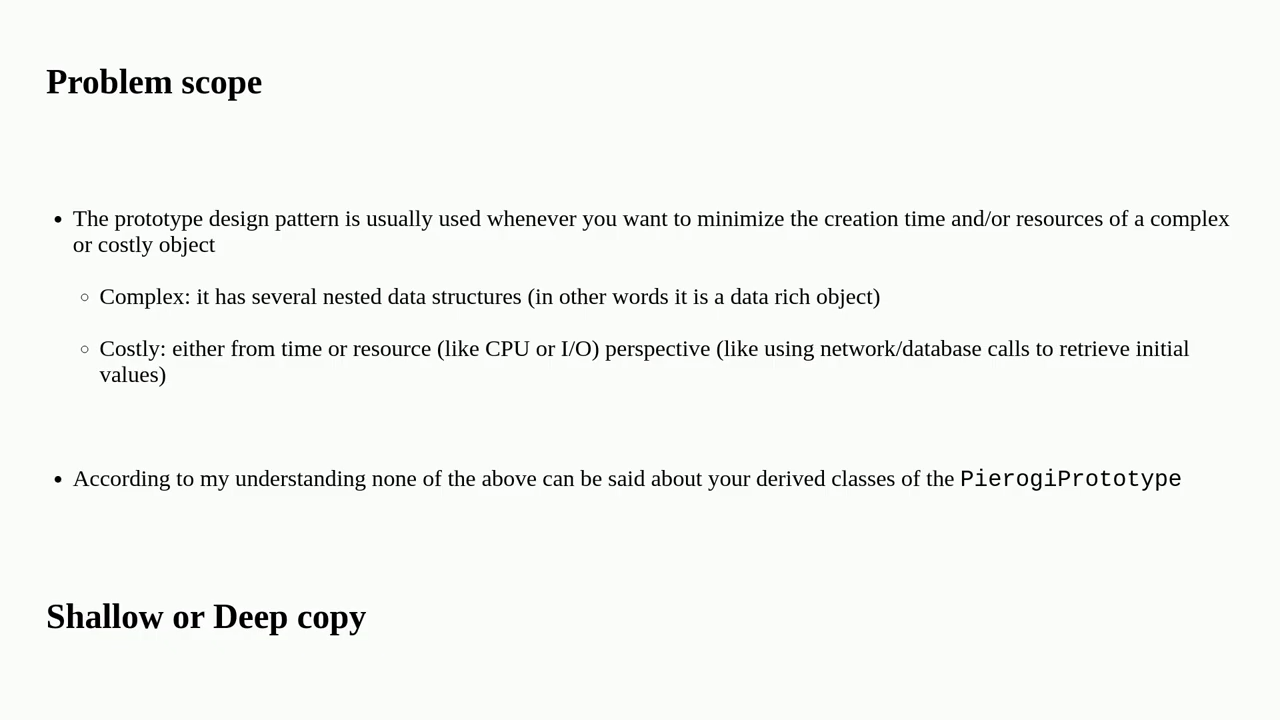 Problem scope
• The prototype design pattern is usually used whenever you want to minimize the creation time and/or resources of a complex
or costly object
◦ Complex: it has several nested data structures (in other words it is a data rich object)
◦ Costly: either from time or resource (like CPU or I/O) perspective (like using network/database calls to retrieve initial
values)
• According to my understanding none of the above can be said about your derived classes of the PierogiPrototype
Shallow or Deep copy